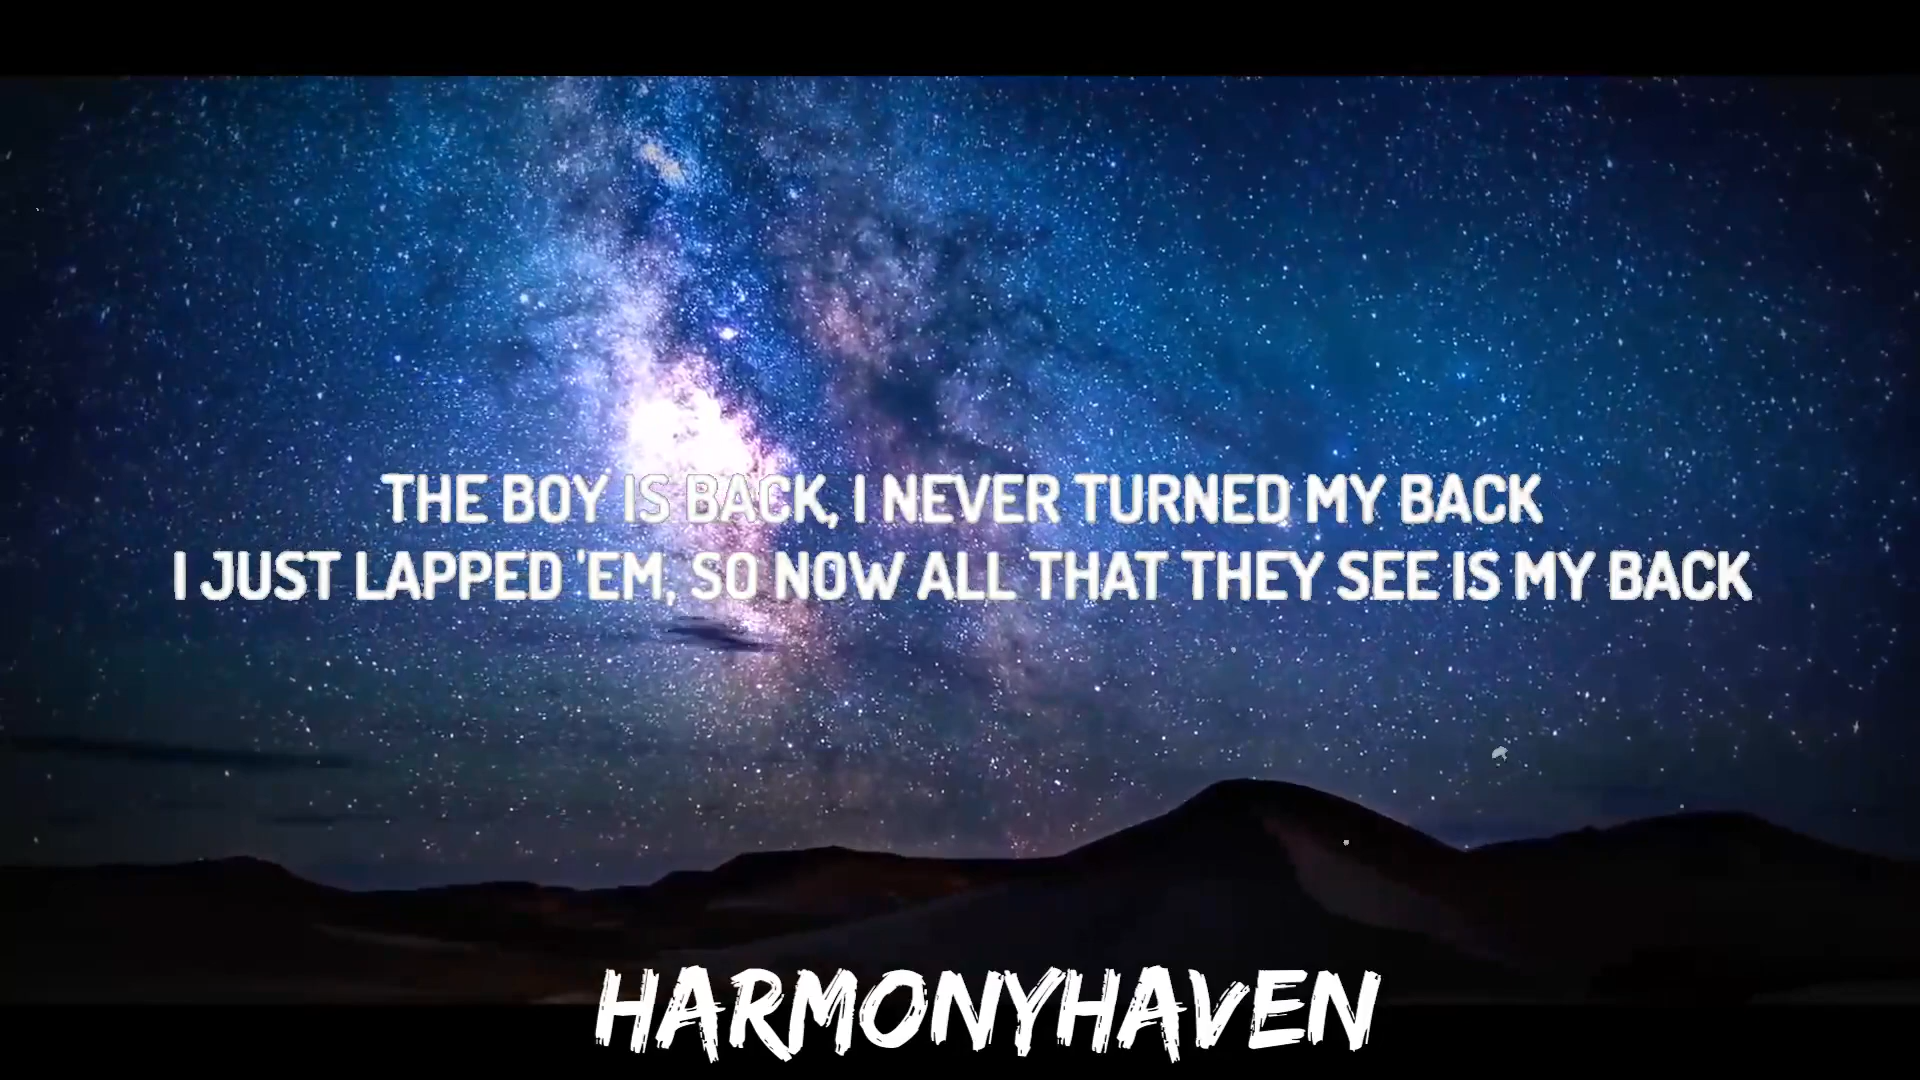 THE BOY IS BACK, I NEVER TURNED MY BACK
I JUST LAPPED 'EM, SO NOW ALL THAT THEY SEE IS MY BACK
HARMONYHAVEN